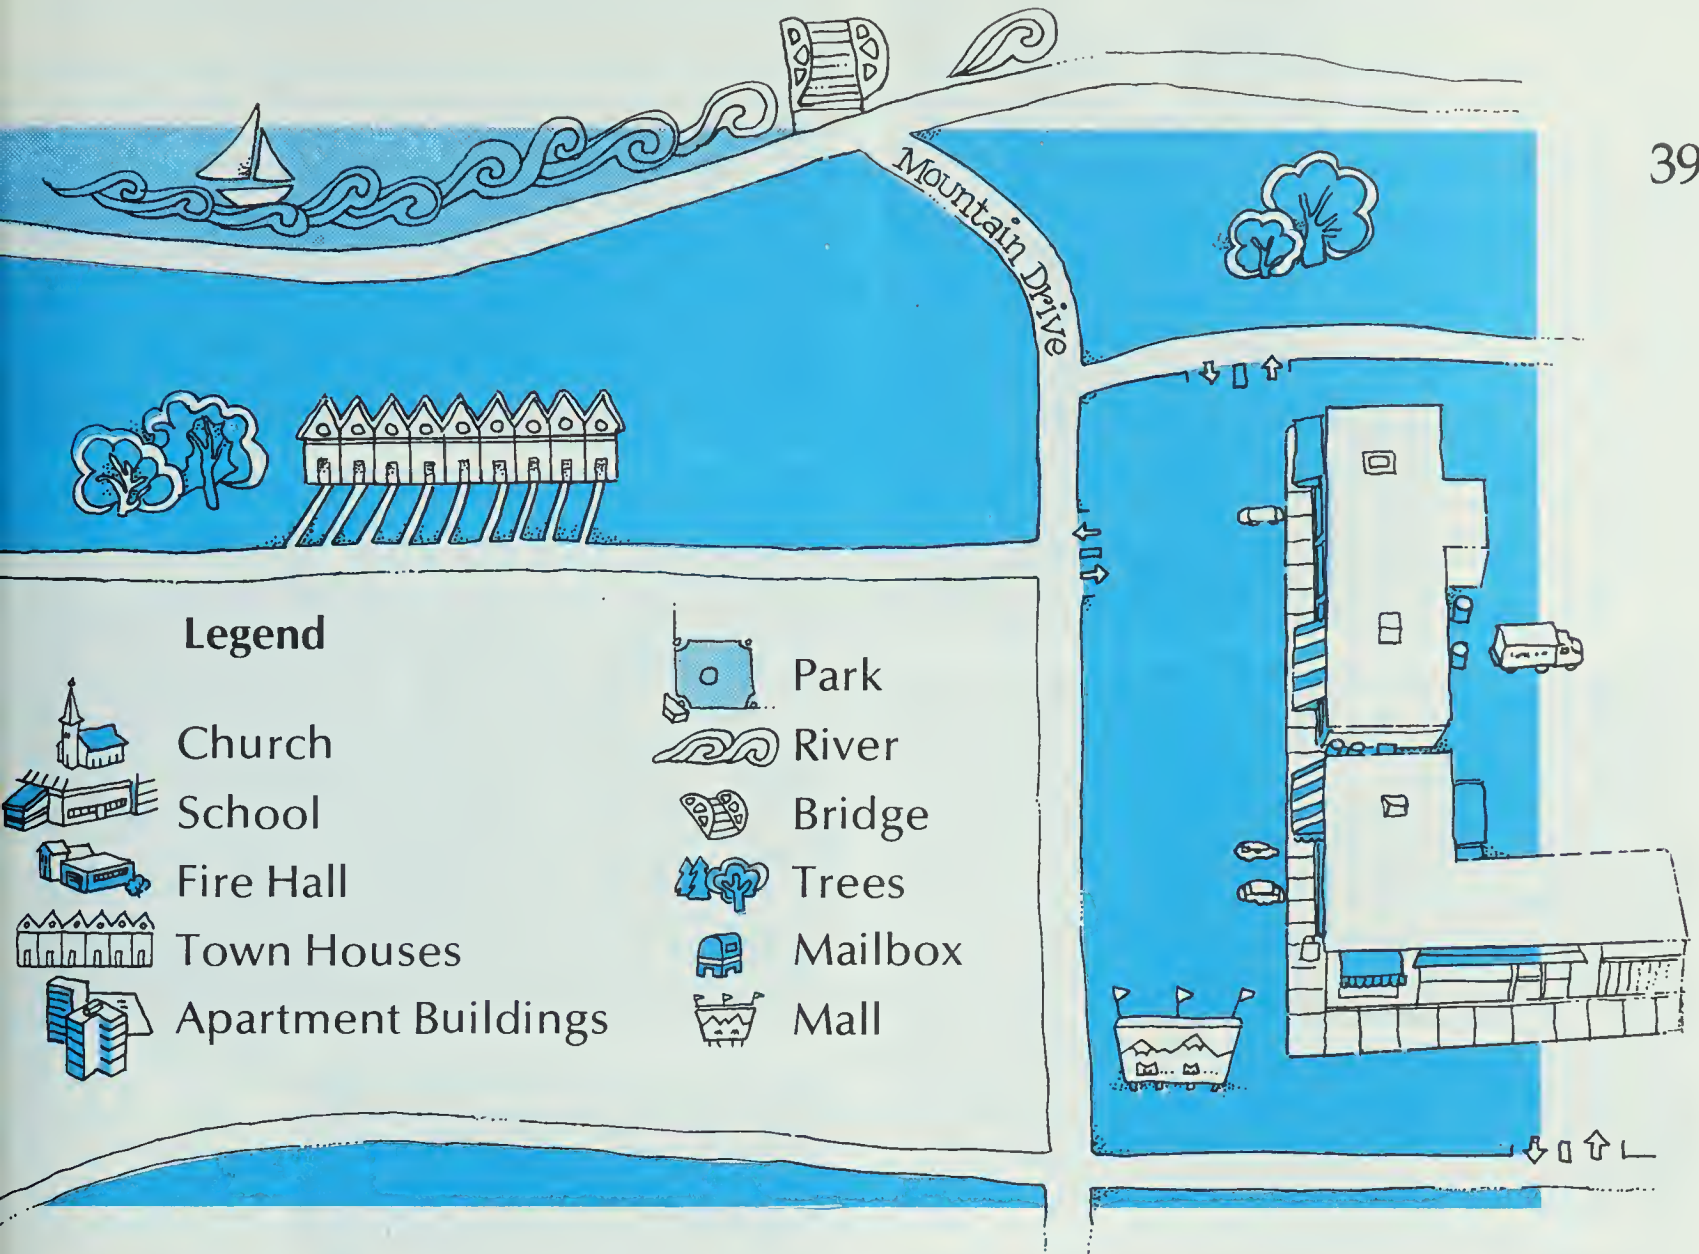 39
Mountain Drive
Legend
Church
School
Fire Hall
Town Houses
Apartment Buildings
Park
River
Bridge
Trees
Mailbox
Mall